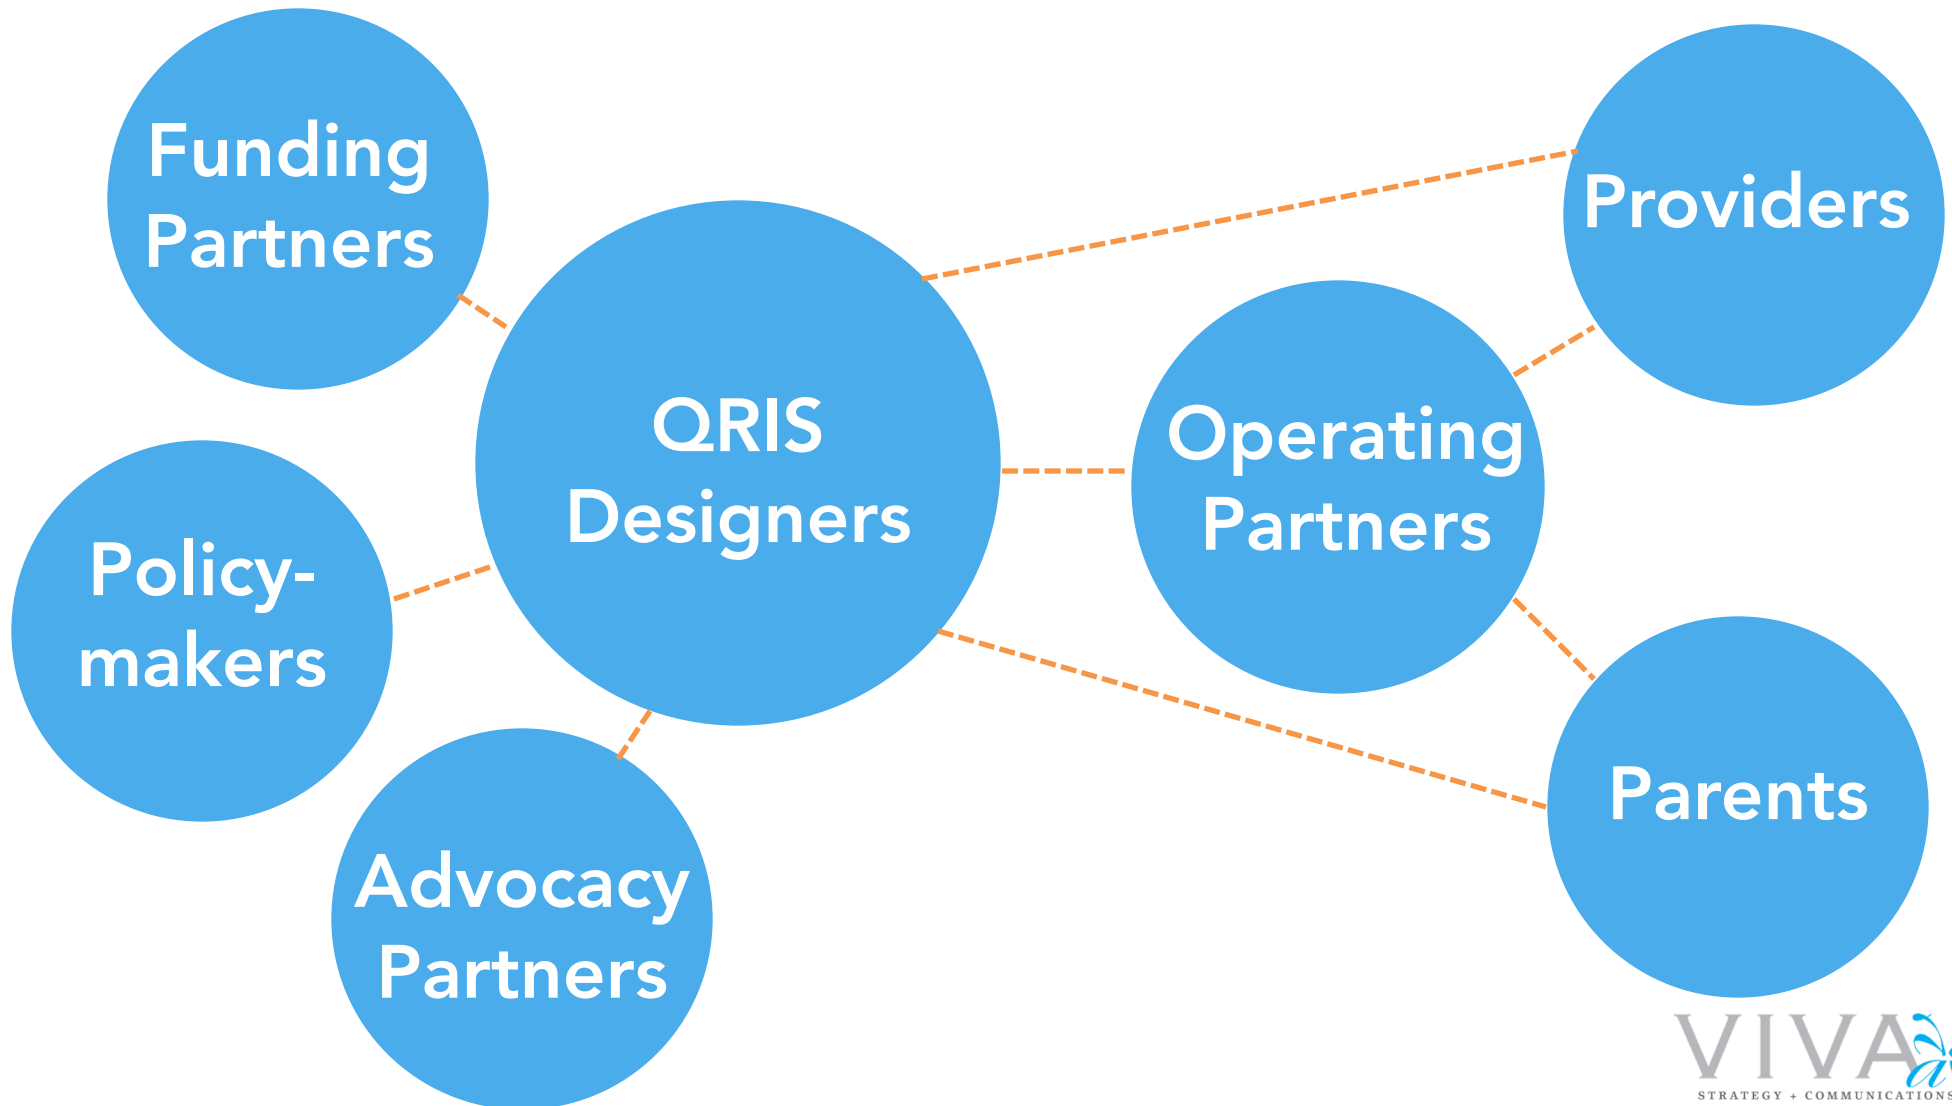 Funding
Partners
Providers
QRIS
Designers
Operating
Partners
Policy-
makers
Parents
Advocacy
Partners
VIVA
STRATEGY + COMMUNICATIONS